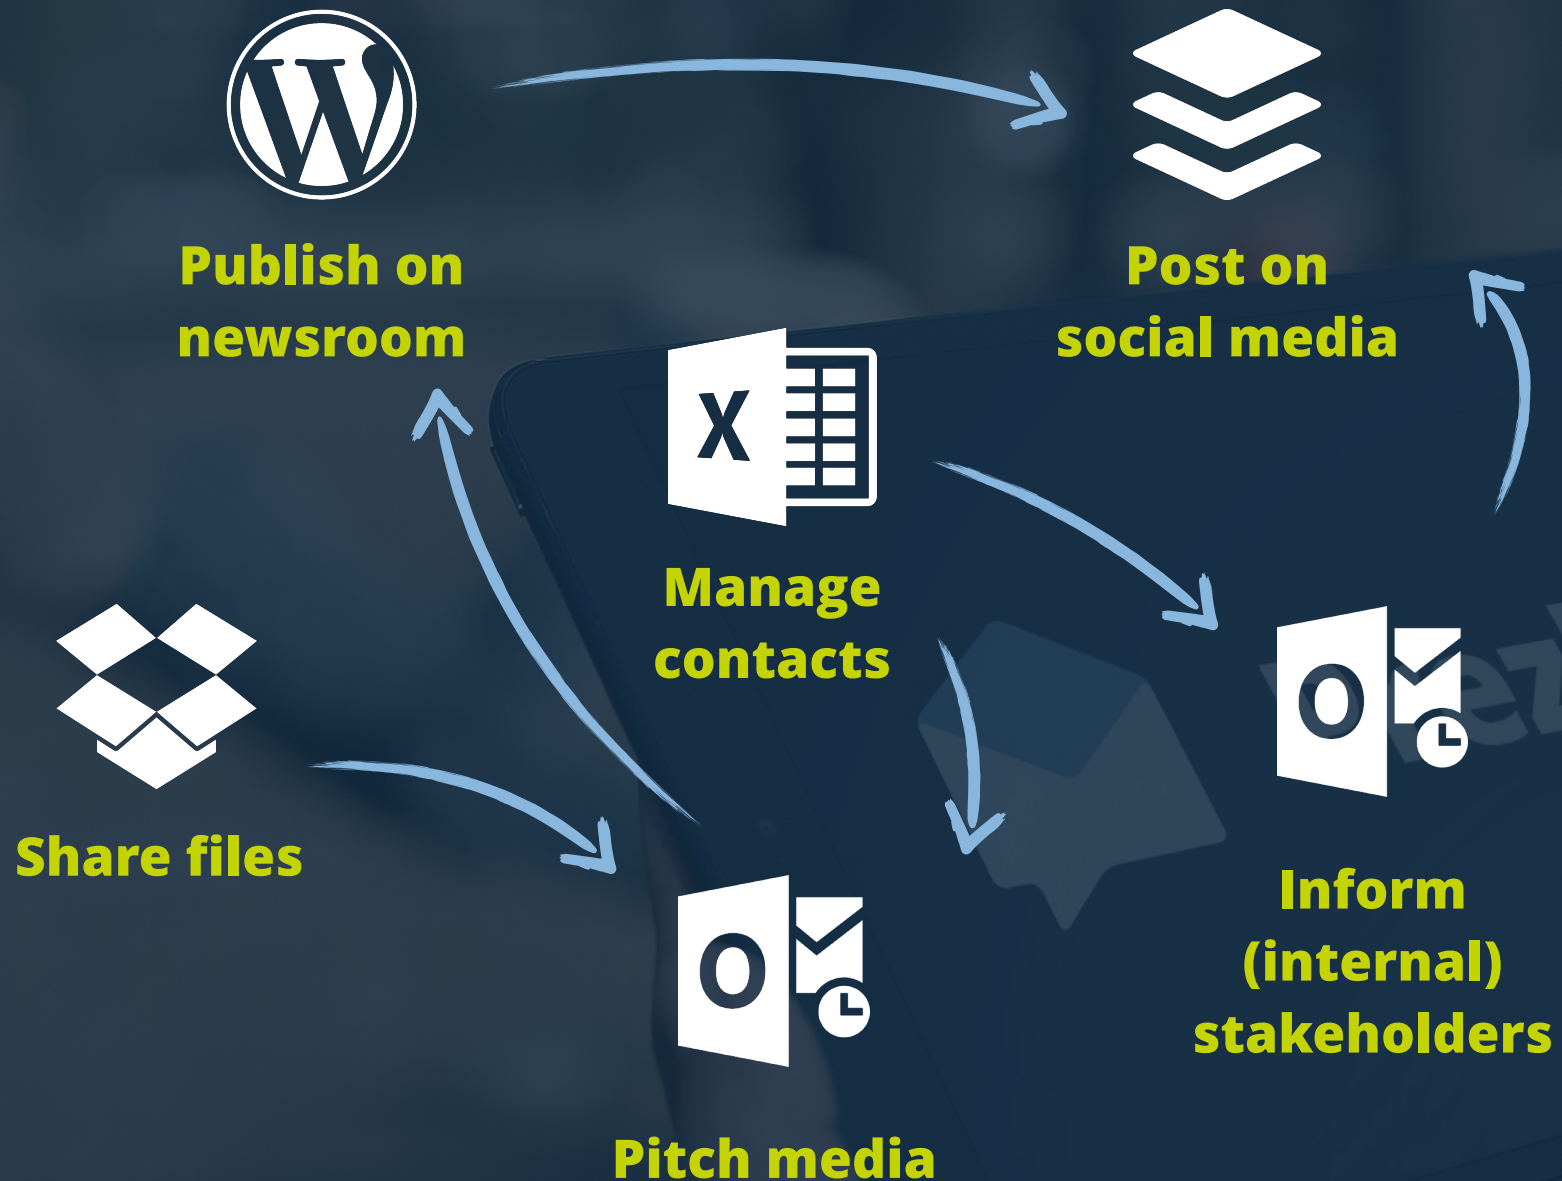 Publish on
newsroom
Post on
social media
X
Manage
contacts
Share files
O
Inform
(internal)
stakeholders
O
Pitch media